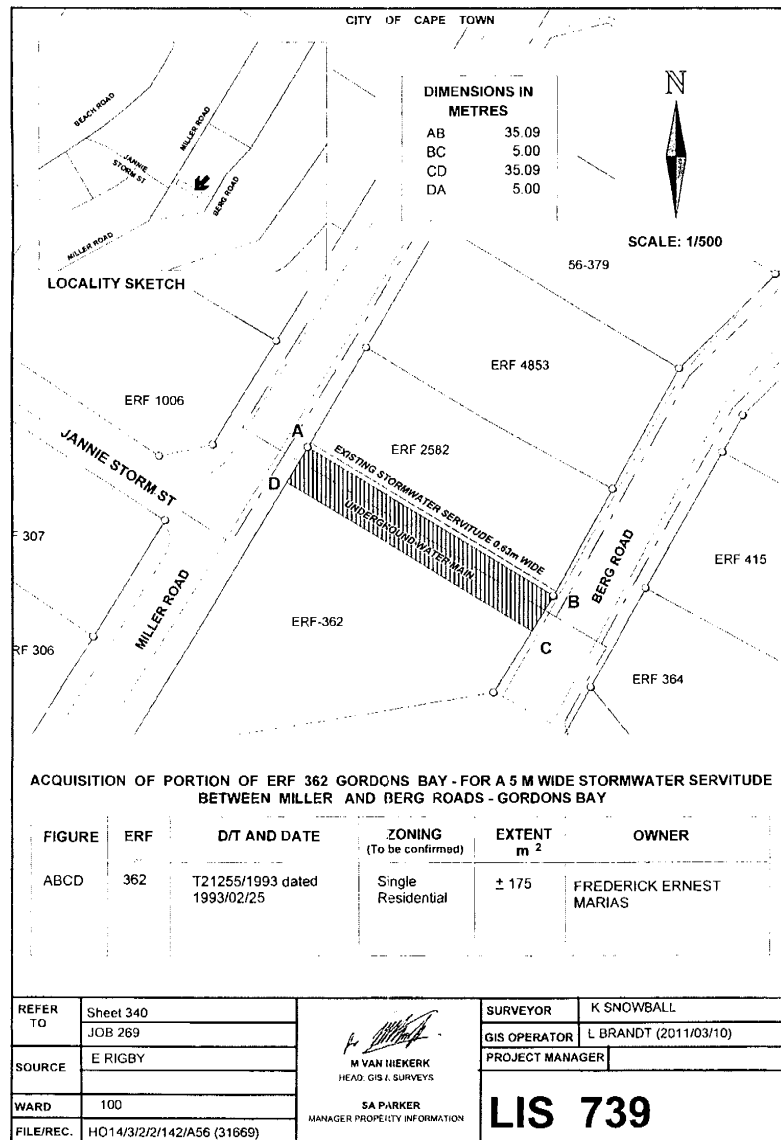 CITY OF CAPE TOWN
BEACH ROAD
MILLER ROAD
JANNIE
STORM ST
BERG ROAD
MILLER ROAD
LOCALITY SKETCH
DIMENSIONS IN
METRES
AB 35.09
BC 5.00
CD 35.09
DA 5.00
N
SCALE: 1/500
56-379
ERF 4853
ERF 1006
ERF 2582
A
JANNIE STORM ST
D
EXISTING STORMWATER SERVITUDE 0.63m WIDE
UNDERGROUND-WATER MAIN
RF 307
MILLER ROAD
BERG ROAD
ERF 415
B
ERF-362
C
RF 306
ERF 364
ACQUISITION OF PORTION OF ERF 362 GORDONS BAY - FOR A 5 M WIDE STORMWATER SERVITUDE
BETWEEN MILLER AND BERG ROADS - GORDONS BAY
FIGURE ERF D/T AND DATE ZONING EXTENT OWNER
(To be confirmed) m 2
ABCD 362 T21255/1993 dated Single ± 175 FREDERICK ERNEST
1993/02/25 Residential MARIAS
REFER Sheet 340
TO JOB 269
SOURCE E RIGBY
WARD 100
FILE/REC. HO14/3/2/2/142/A56 (31669)
M VAN NIEKERK
HEAD: GIS & SURVEYS
SA PARKER
MANAGER PROPERTY INFORMATION
SURVEYOR K SNOWBALL
GIS OPERATOR L BRANDT (2011/03/10)
PROJECT MANAGER
LIS 739